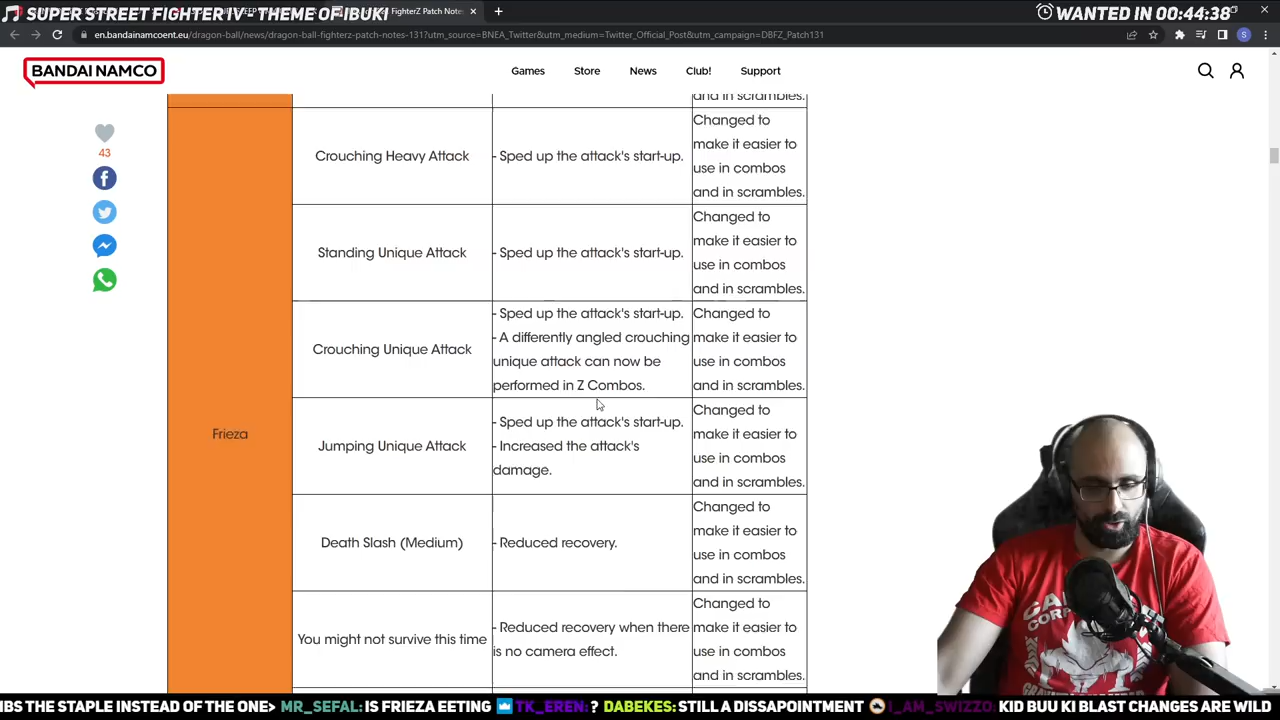 SUPER STREET FIGHTER IV - THEME OF IBUKI
FighterZ Patch Note
WANTED IN 00:44:38
en.bandainamcoent.eu/dragon-ball/news/dragon-ball-fighterz-patch-notes-131?utm_source=BNEA_Twitter&utm_medium=Twitter_Official_Post&utm_campaign=DBFZ_Patch131
S
BANDAI NAMCO
Games
Store
News
Club!
Support
43
and in scrambles.
Frieza
Crouching Heavy Attack
- Sped up the attack's start-up.
Changed to
make it easier to
use in combos
and in scrambles.
Standing Unique Attack
- Sped up the attack's start-up.
Changed to
make it easier to
use in combos
and in scrambles.
Crouching Unique Attack
- Sped up the attack's start-up.
- A differently angled crouching
unique attack can now be
performed in Z Combos.
Changed to
make it easier to
use in combos
and in scrambles.
Jumping Unique Attack
- Sped up the attack's start-up.
- Increased the attack's
damage.
Changed to
make it easier to
use in combos
and in scrambles.
Death Slash (Medium)
- Reduced recovery.
Changed to
make it easier to
use in combos
and in scrambles.
You might not survive this time
- Reduced recovery when there
is no camera effect.
Changed to
make it easier to
use in combos
and in scrambles.
IBS THE STAPLE INSTEAD OF THE ONE> MR_SEFAL: IS FRIEZA EETING TK_EREN: ? DABEKES: STILL A DISSAPOINTMENT I_AM_SWIZZO: KID BUU KI BLAST CHANGES ARE WILD